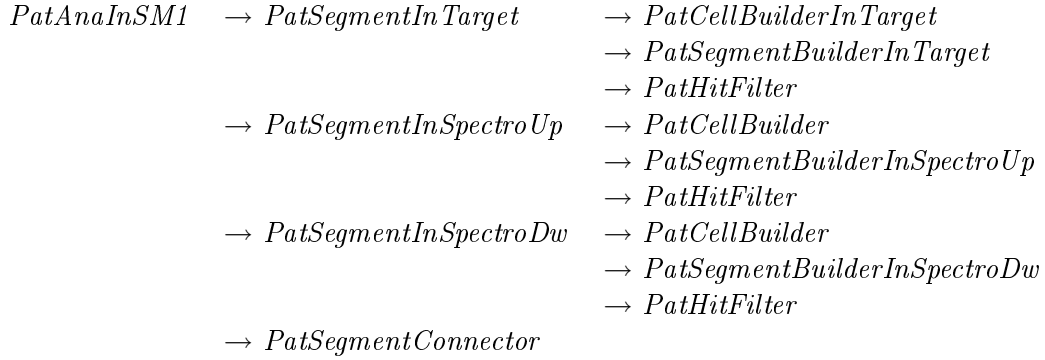 PatAnaInSM1 → PatSegmentInTarget → PatCellBuilderInTarget
→ PatSegmentBuilderInTarget
→ PatHitFilter
→ PatSegmentInSpectroUp → PatCellBuilder
→ PatSegmentBuilderInSpectroUp
→ PatHitFilter
→ PatSegmentInSpectroDw → PatCellBuilder
→ PatSegmentBuilderInSpectroDw
→ PatHitFilter
→ PatSegmentConnector